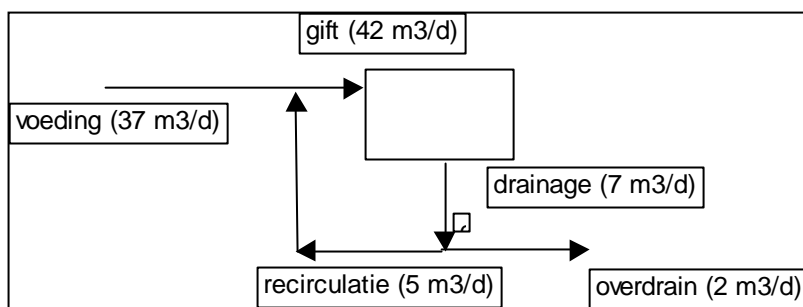 gift (42 m3/d)
voeding (37 m3/d)
drainage (7 m3/d)
recirculatie (5 m3/d)
overdrain (2 m3/d)